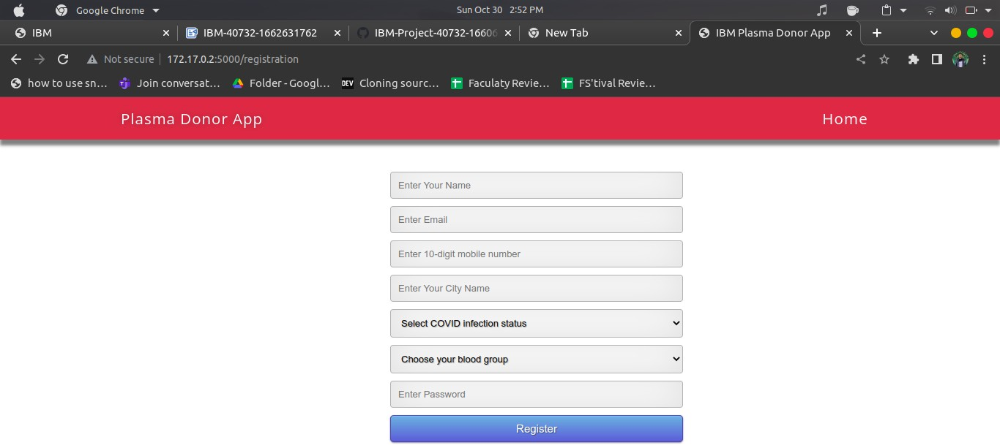 Google Chrome
Sun Oct 30 2:52 PM
IBM
IBM-40732-1662631762
IBM-Project-40732-16606
New Tab
IBM Plasma Donor App
Not secure
172.17.0.2:5000/registration
how to use sn...
Join conversat...
Folder - Googl...
DEV
Cloning sourc...
Faculaty Revie...
FS'tival Revie...
Plasma Donor App
Home
Enter Your Name
Enter Email
Enter 10-digit mobile number
Enter Your City Name
Select COVID infection status
Choose your blood group
Enter Password
Register